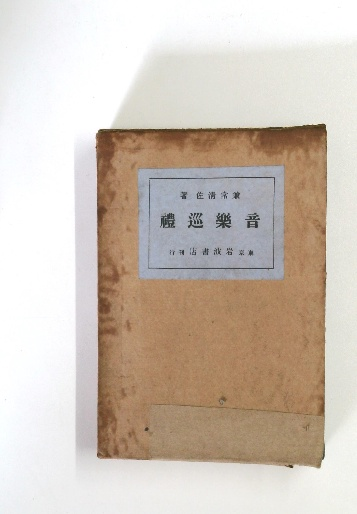 兼常清佐 著
音樂巡禮
東京 岩波書店 刊行